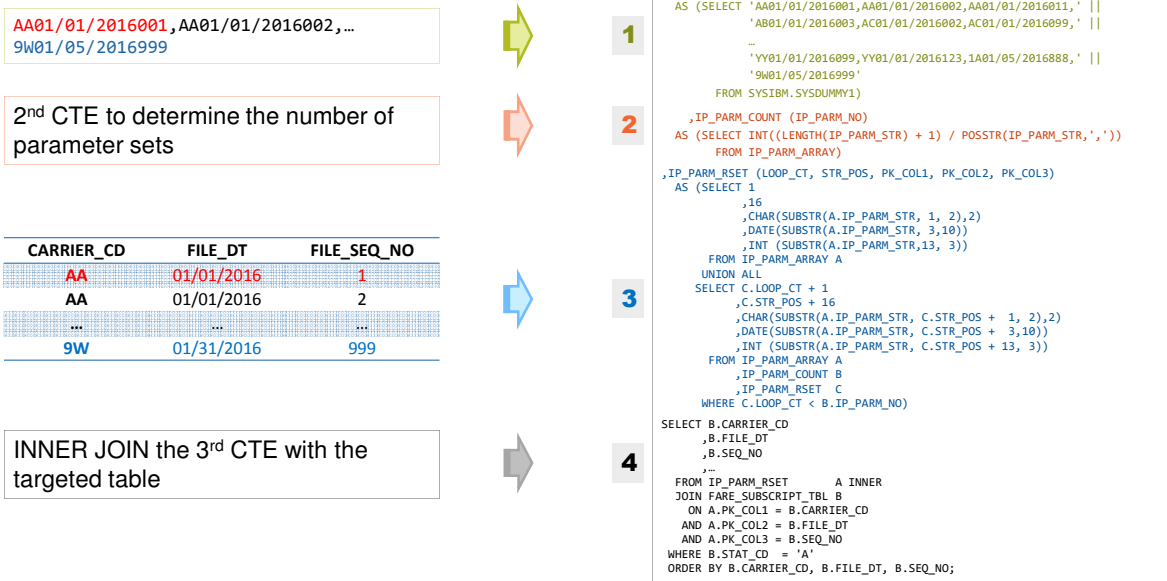 AA01/01/2016001,AA01/01/2016002,…
9W01/05/2016999
1
AS (SELECT 'AA01/01/2016001,AA01/01/2016002,AA01/01/2016011,' ||
'AB01/01/2016003,AC01/01/2016002,AC01/01/2016099,' ||
…
'YY01/01/2016099,YY01/01/2016123,1A01/05/2016888,' ||
'9W01/05/2016999'
FROM SYSIBM.SYSDUMMY1)
2nd CTE to determine the number of
parameter sets
2
,IP_PARM_COUNT (IP_PARM_NO)
AS (SELECT INT((LENGTH(IP_PARM_STR) + 1) / POSSTR(IP_PARM_STR,','))
FROM IP_PARM_ARRAY)
CARRIER_CD FILE_DT FILE_SEQ_NO
AA 01/01/2016 1
AA 01/01/2016 2
… … …
9W 01/31/2016 999
3
,IP_PARM_RSET (LOOP_CT, STR_POS, PK_COL1, PK_COL2, PK_COL3)
AS (SELECT 1
,16
,CHAR(SUBSTR(A.IP_PARM_STR, 1, 2),2)
,DATE(SUBSTR(A.IP_PARM_STR, 3,10))
,INT (SUBSTR(A.IP_PARM_STR,13, 3))
FROM IP_PARM_ARRAY A
UNION ALL
SELECT C.LOOP_CT + 1
,C.STR_POS + 16
,CHAR(SUBSTR(A.IP_PARM_STR, C.STR_POS + 1, 2),2)
,DATE(SUBSTR(A.IP_PARM_STR, C.STR_POS + 3,10))
,INT (SUBSTR(A.IP_PARM_STR, C.STR_POS + 13, 3))
FROM IP_PARM_ARRAY A
,IP_PARM_COUNT B
,IP_PARM_RSET C
WHERE C.LOOP_CT < B.IP_PARM_NO)
INNER JOIN the 3rd CTE with the
targeted table
4
SELECT B.CARRIER_CD
,B.FILE_DT
,B.SEQ_NO
,…
FROM IP_PARM_RSET A INNER
JOIN FARE_SUBSCRIPT_TBL B
ON A.PK_COL1 = B.CARRIER_CD
AND A.PK_COL2 = B.FILE_DT
AND A.PK_COL3 = B.SEQ_NO
WHERE B.STAT_CD = 'A'
ORDER BY B.CARRIER_CD, B.FILE_DT, B.SEQ_NO;